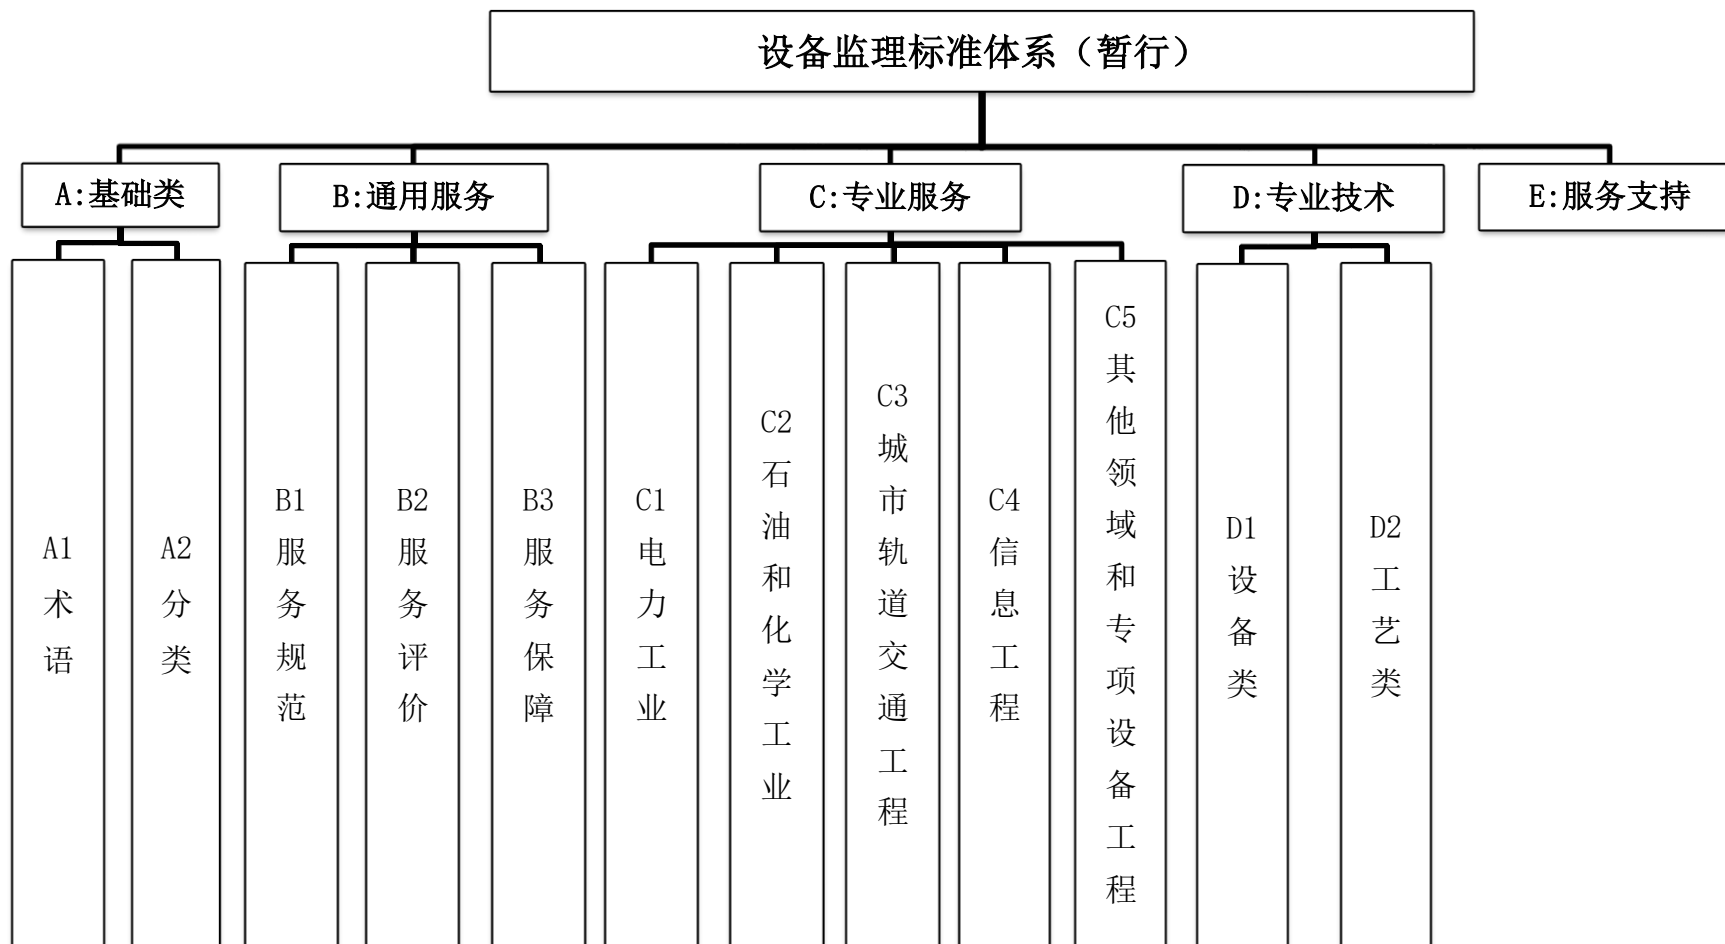 设备监理标准体系（暂行）
A:基础类
B:通用服务
C:专业服务
D:专业技术
E:服务支持
A1术语
A2分类
B1服务规范
B2服务评价
B3服务保障
C1电力工业
C2石油和化学工业
C3城市轨道交通工程
C4信息工程
C5其他领域和专项设备工程
D1设备类
D2工艺类